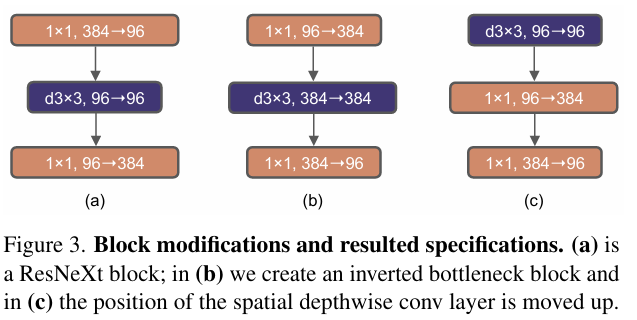 1×1, 384→96
1×1, 96→384
d3×3, 96→96
d3×3, 96→96
d3×3, 384→384
1×1, 96→384
1×1, 96→384
1×1, 384→96
1×1, 384→96
(a)
(b)
(c)
Figure 3. Block modifications and resulted specifications. (a) is
a ResNeXt block; in (b) we create an inverted bottleneck block and
in (c) the position of the spatial depthwise conv layer is moved up.